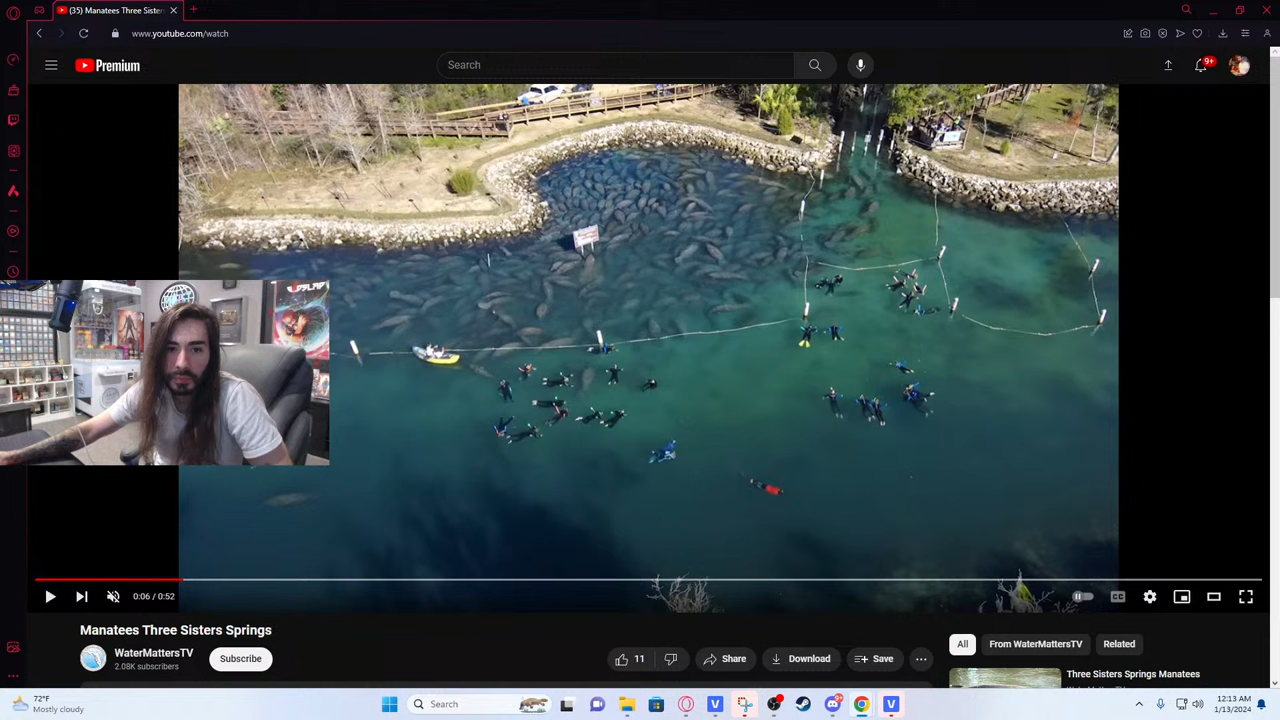 (35) Manatees Three Sister
www.youtube.com/watch
Premium
Search
9+
0:06 / 0:52
CC
Manatees Three Sisters Springs
WaterMattersTV
2.08K subscribers
Subscribe
11
Share
Download
Save
All
From WaterMattersTV
Related
Three Sisters Springs Manatees
72°F
Mostly cloudy
Search
12:13 AM
1/13/2024